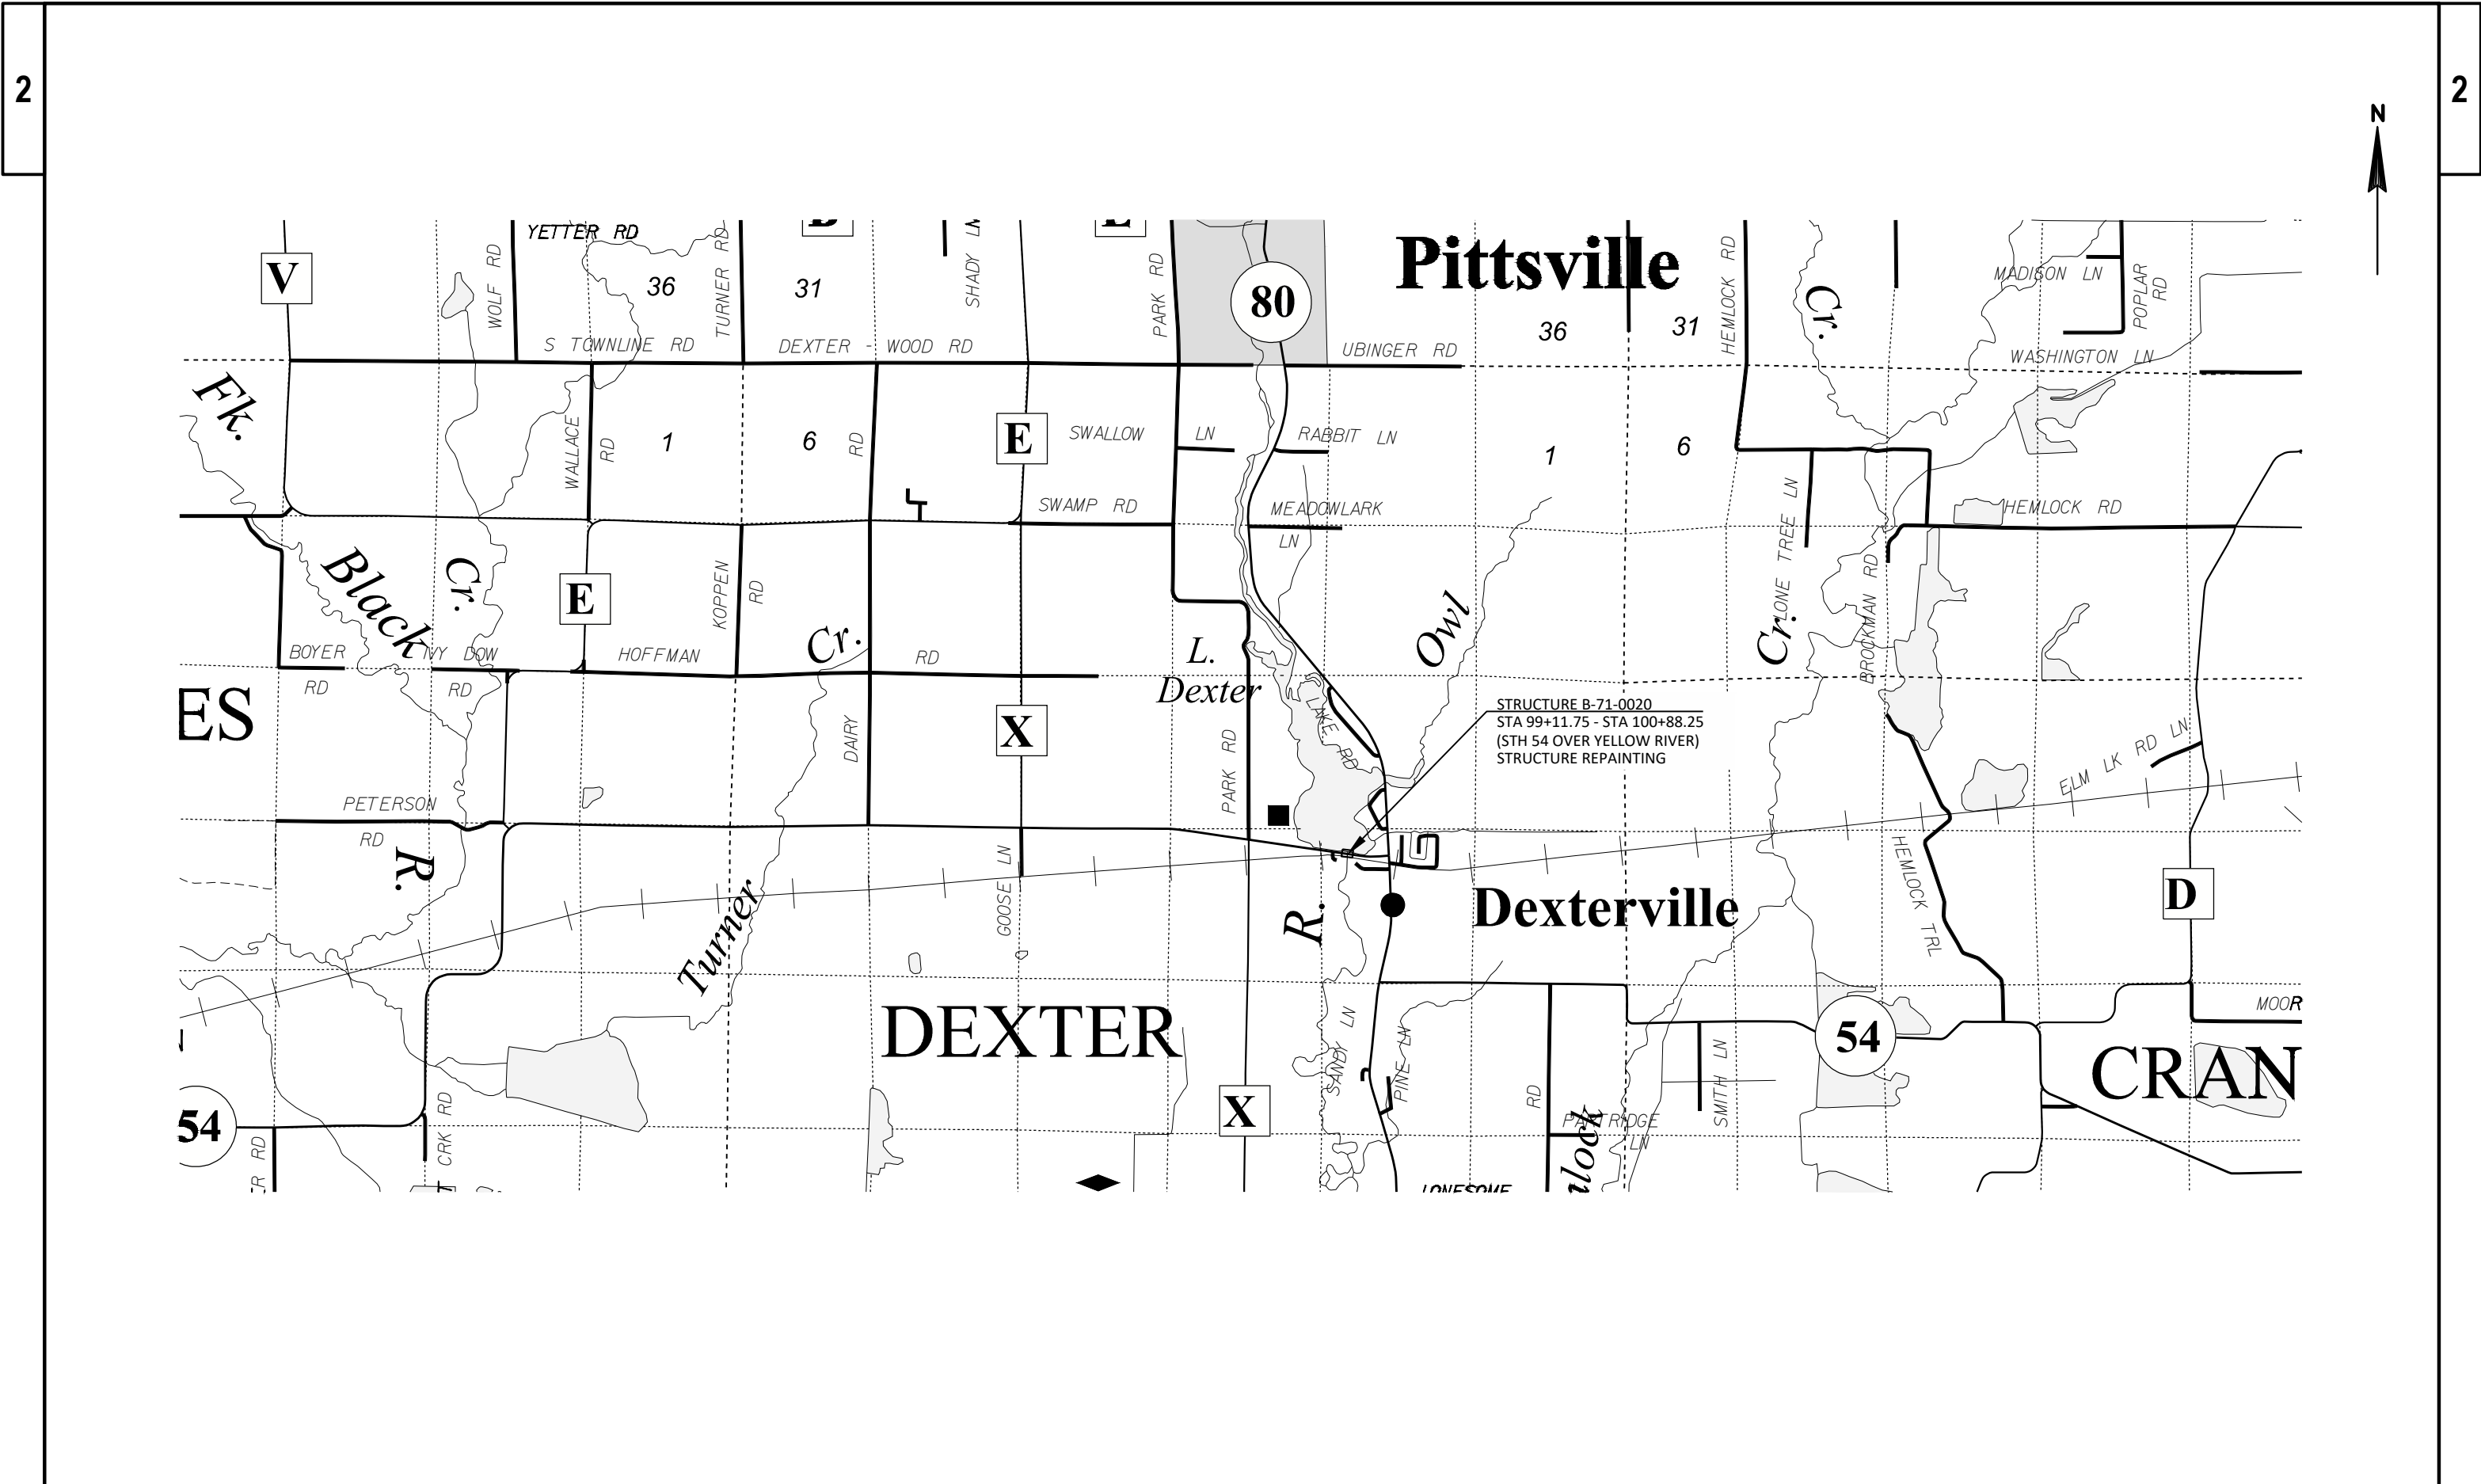 2
2
N
YETTER RD
WOLF RD
TURNER RD
SHADY LN
PARK RD
Pittsville
HEMLOCK RD
Cr.
MADISON LN
POPLAR
RD
V
36
31
80
36
31
S TOWNLINE RD
DEXTER - WOOD RD
UBINGER RD
WASHINGTON LN
Fk.
WALLACE
RD
1
6
RD
E
SWALLOW
LN
RABBIT LN
1
6
SWAMP RD
MEADOWLARK
LN
LONE TREE LN
HEMLOCK RD
Black
Cr.
E
KOPPEN
RD
Cr.
Owl
Cr.
BROCKMAN RD
BOYER
RD
IVY DOW
RD
HOFFMAN
RD
L.
Dexter
ES
X
DAIRY
PARK RD
LAKE RD
STRUCTURE B-71-0020
STA 99+11.75 - STA 100+88.25
(STH 54 OVER YELLOW RIVER)
STRUCTURE REPAINTING
ELM LK RD LN
PETERSON
RD
R.
GOOSE LN
Turner
R.
Dexterville
HEMLOCK TRL
D
DEXTER
SANDY LN
PINE LN
RD
SMITH LN
54
MOOR
CRAN
54
ER RD
T CRK RD
X
PARTRIDGE
LN
LONESOME